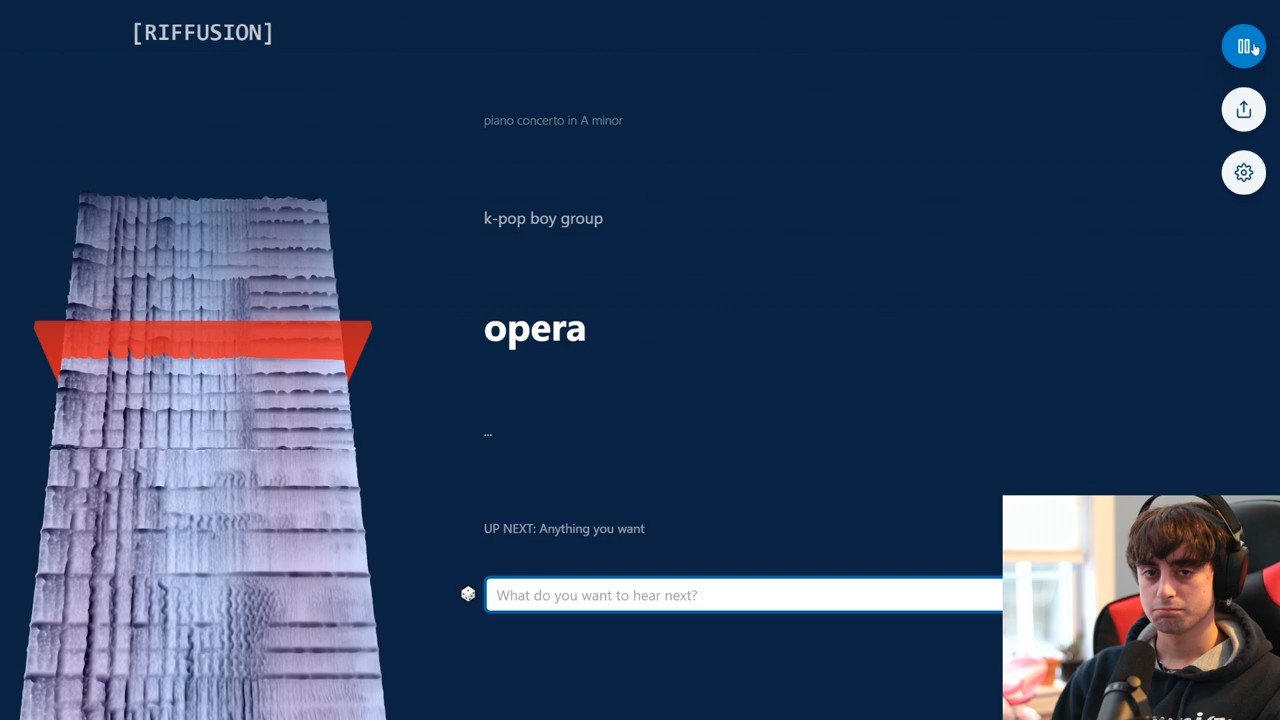 [RIFFUSION]
piano concerto in A minor
k-pop boy group
opera
...
UP NEXT: Anything you want
What do you want to hear next?